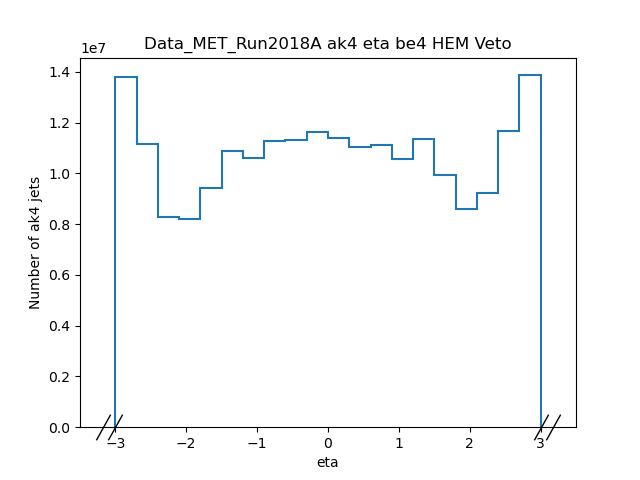 Data_MET_Run2018A ak4 eta be4 HEM Veto
1e7
1.4
1.2
1.0
0.8
0.6
0.4
0.2
0.0
Number of ak4 jets
−3 −2 −1 0 1 2 3
eta